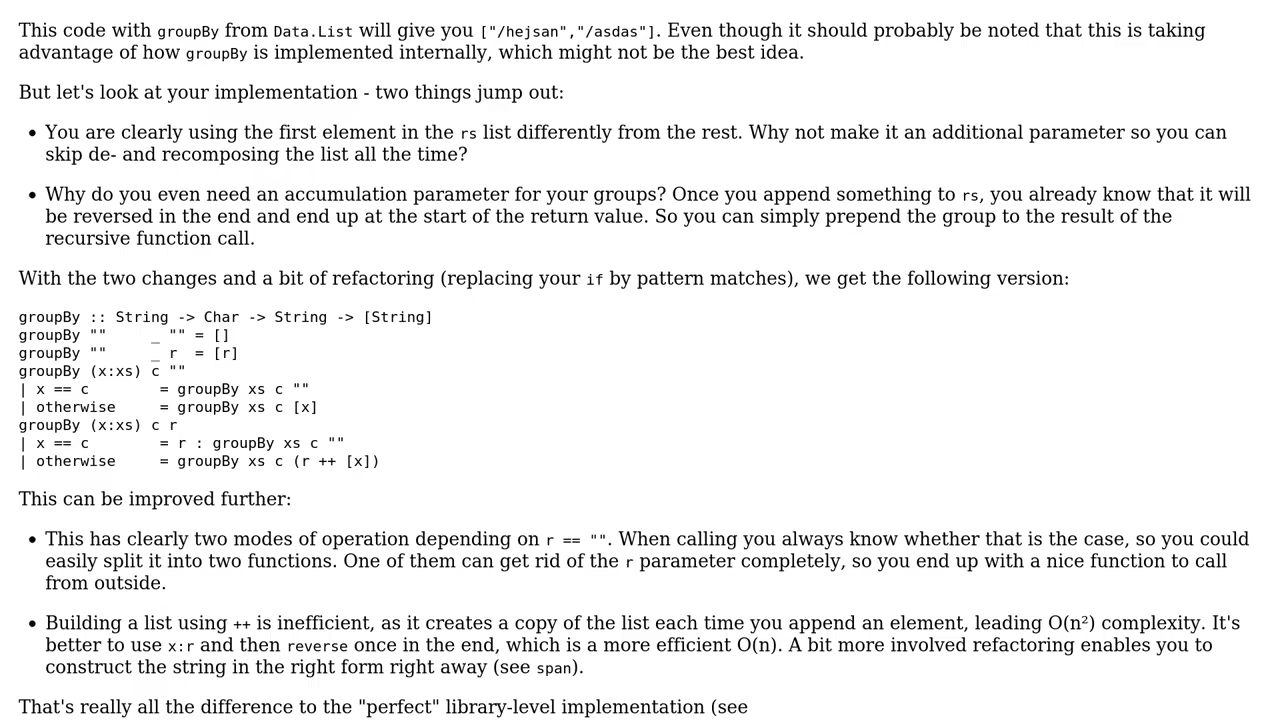 This code with groupBy from Data.List will give you ["/hejsan","/asdas"]. Even though it should probably be noted that this is taking
advantage of how groupBy is implemented internally, which might not be the best idea.
But let's look at your implementation - two things jump out:
• You are clearly using the first element in the rs list differently from the rest. Why not make it an additional parameter so you can
skip de- and recomposing the list all the time?
• Why do you even need an accumulation parameter for your groups? Once you append something to rs, you already know that it will
be reversed in the end and end up at the start of the return value. So you can simply prepend the group to the result of the
recursive function call.
With the two changes and a bit of refactoring (replacing your if by pattern matches), we get the following version:
groupBy :: String -> Char -> String -> [String]
groupBy ""     _ "" = []
groupBy ""     _ r  = [r]
groupBy (x:xs) c ""
| x == c        = groupBy xs c ""
| otherwise     = groupBy xs c [x]
groupBy (x:xs) c r
| x == c        = r : groupBy xs c ""
| otherwise     = groupBy xs c (r ++ [x])
This can be improved further:
• This has clearly two modes of operation depending on r == "". When calling you always know whether that is the case, so you could
easily split it into two functions. One of them can get rid of the r parameter completely, so you end up with a nice function to call
from outside.
• Building a list using ++ is inefficient, as it creates a copy of the list each time you append an element, leading O(n²) complexity. It's
better to use x:r and then reverse once in the end, which is a more efficient O(n). A bit more involved refactoring enables you to
construct the string in the right form right away (see span).
That's really all the difference to the "perfect" library-level implementation (see